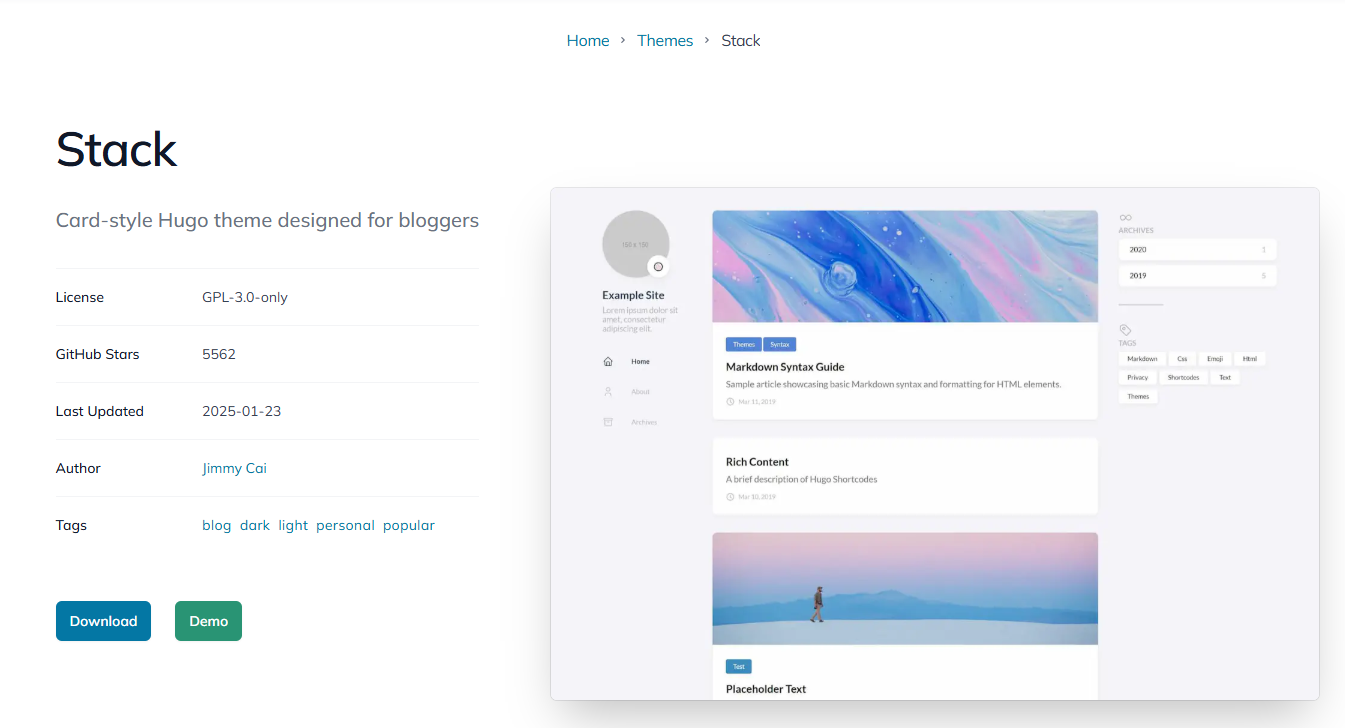 Home › Themes › Stack
Stack
Card-style Hugo theme designed for bloggers
License GPL-3.0-only
GitHub Stars 5562
Last Updated 2025-01-23
Author Jimmy Cai
Tags blog dark light personal popular
Download Demo
150 x 150
Example Site
Lorem ipsum dolor sit
amet, consectetur
adipiscing elit.
Home
About
Archives
Themes Syntax
Markdown Syntax Guide
Sample article showcasing basic Markdown syntax and formatting for HTML elements.
Mar 11, 2019
Rich Content
A brief description of Hugo Shortcodes
Mar 10, 2019
Test
Placeholder Text
ARCHIVES
2020 1
2019 5
TAGS
Markdown Css Emoji Html
Privacy Shortcodes Text
Themes